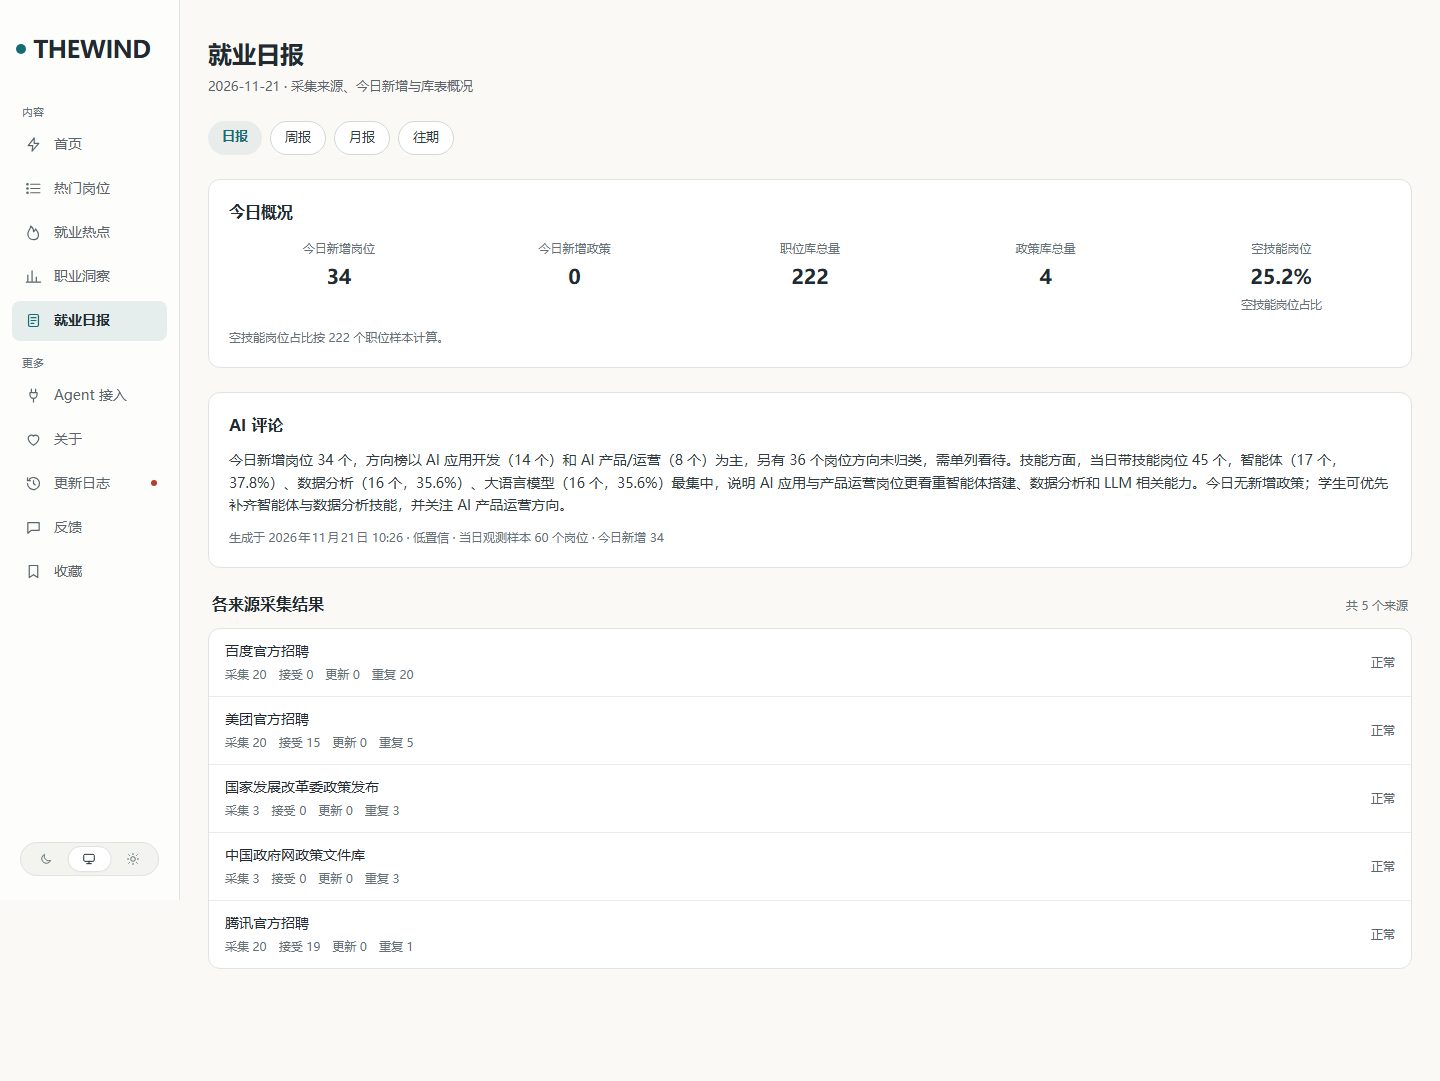 THEWIND
内容
首页
热门岗位
就业热点
职业洞察
就业日报
更多
Agent 接入
关于
更新日志
反馈
收藏
就业日报
2026-11-21 · 采集来源、今日新增与库表概况
日报
周报
月报
往期
今日概况
今日新增岗位
34
今日新增政策
0
职位库总量
222
政策库总量
4
空技能岗位
25.2%
空技能岗位占比
空技能岗位占比按 222 个职位样本计算。
AI 评论
今日新增岗位 34 个，方向榜以 AI 应用开发（14 个）和 AI 产品/运营（8 个）为主，另有 36 个岗位方向未归类，需单列看待。技能方面，当日带技能岗位 45 个，智能体（17 个，
37.8%）、数据分析（16 个，35.6%）、大语言模型（16 个，35.6%）最集中，说明 AI 应用与产品运营岗位更看重智能体搭建、数据分析和 LLM 相关能力。今日无新增政策；学生可优先
补齐智能体与数据分析技能，并关注 AI 产品运营方向。
生成于 2026年11月21日 10:26 · 低置信 · 当日观测样本 60 个岗位 · 今日新增 34
各来源采集结果
共 5 个来源
百度官方招聘
采集 20 接受 0 更新 0 重复 20
正常
美团官方招聘
采集 20 接受 15 更新 0 重复 5
正常
国家发展改革委政策发布
采集 3 接受 0 更新 0 重复 3
正常
中国政府网政策文件库
采集 3 接受 0 更新 0 重复 3
正常
腾讯官方招聘
采集 20 接受 19 更新 0 重复 1
正常